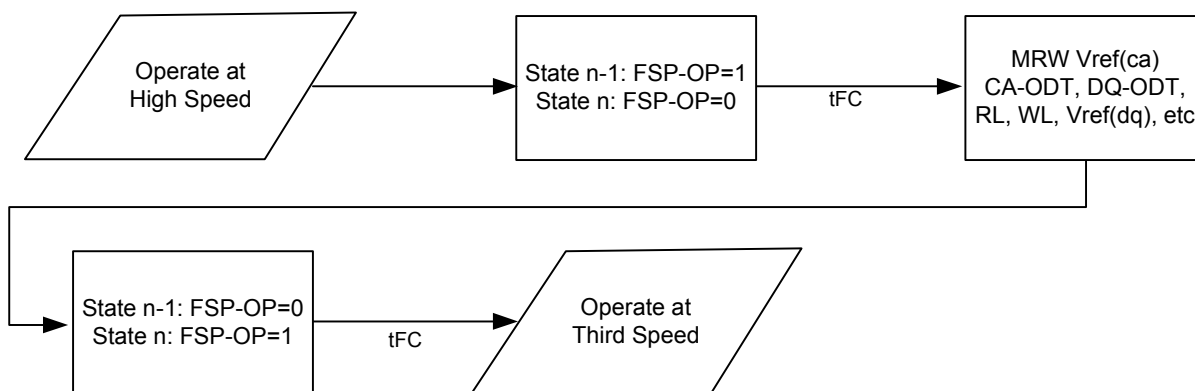 Operate at
High Speed
State n-1: FSP-OP=1
State n: FSP-OP=0
tFC
MRW Vref(ca)
CA-ODT, DQ-ODT,
RL, WL, Vref(dq), etc
State n-1: FSP-OP=0
State n: FSP-OP=1
tFC
Operate at
Third Speed